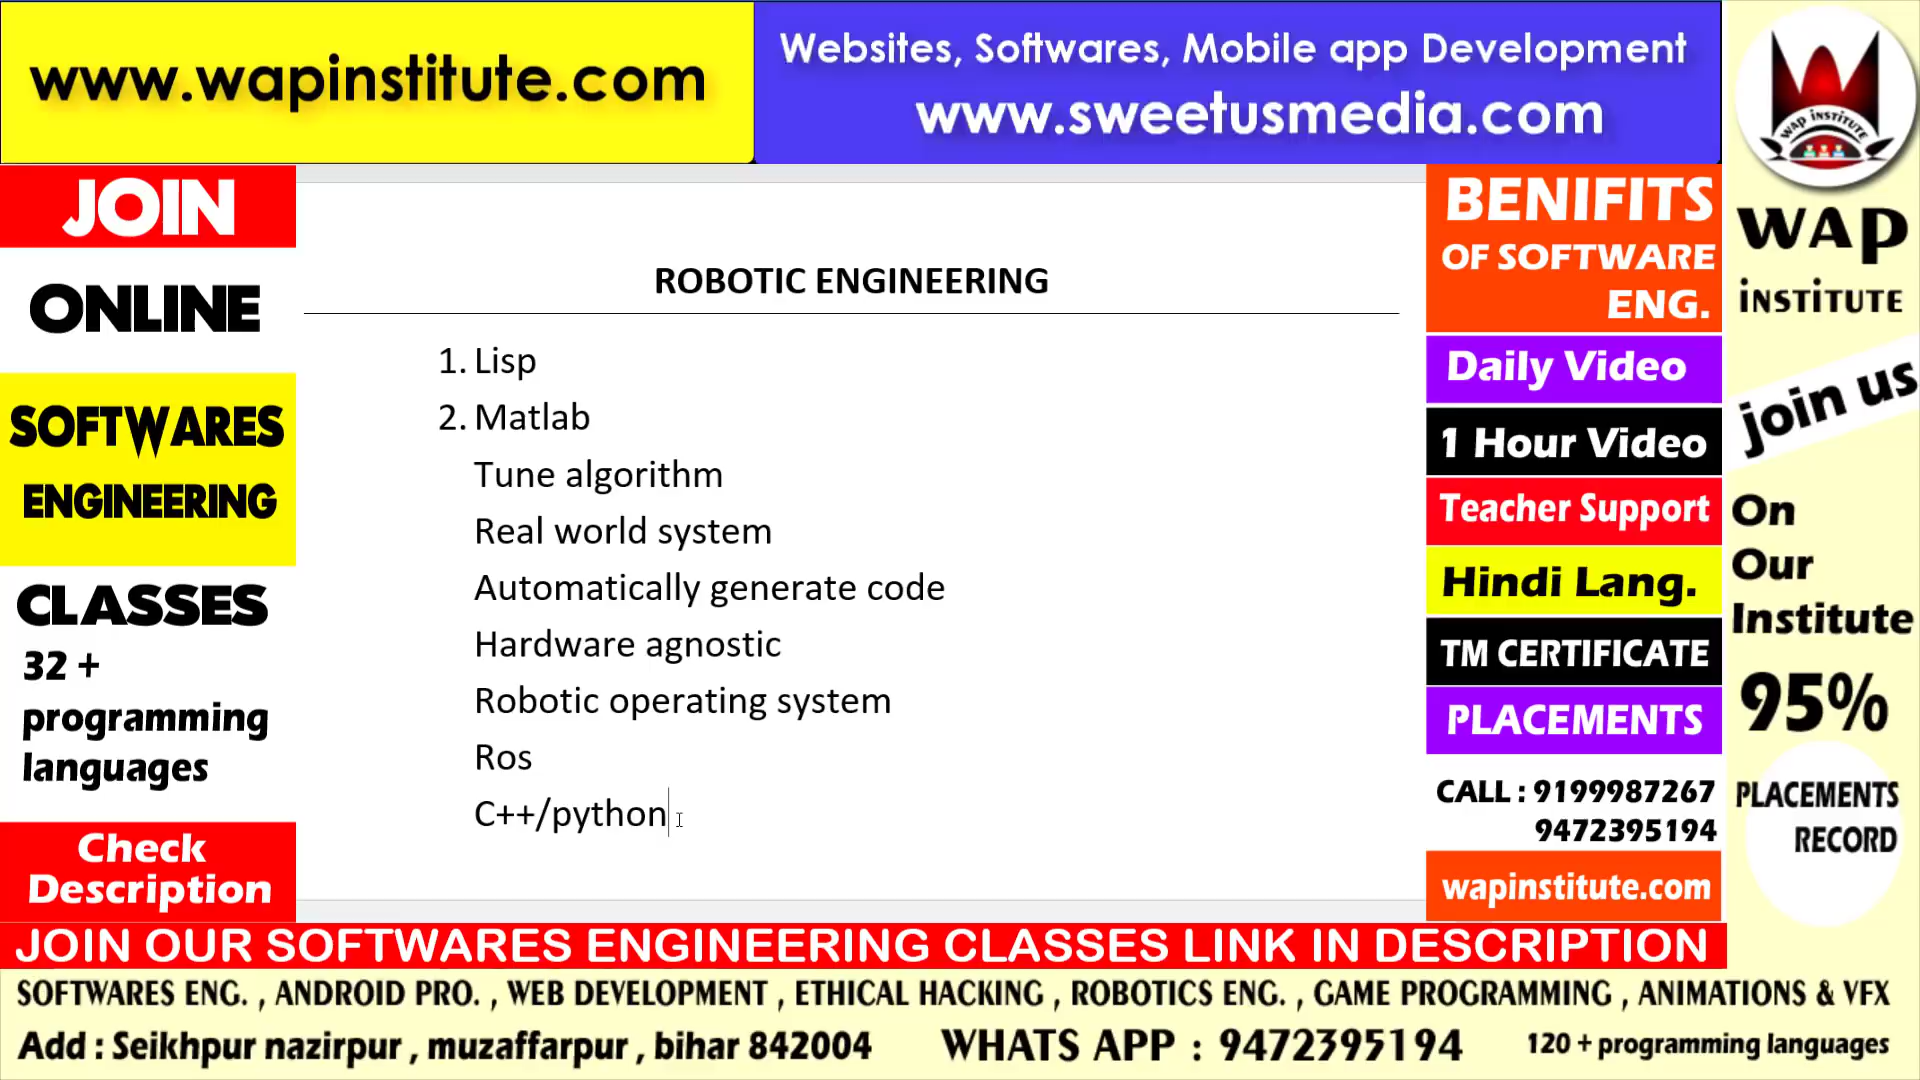 www.wapinstitute.com
Websites, Softwares, Mobile app Development
www.sweetusmedia.com
WAP INSTITUTE
WAP
INSTITUTE
join us
On
Our
Institute
95%
PLACEMENTS
RECORD
JOIN
ONLINE
SOFTWARES
ENGINEERING
CLASSES
32 +
programming
languages
Check
Description
ROBOTIC ENGINEERING
1. Lisp
2. Matlab
Tune algorithm
Real world system
Automatically generate code
Hardware agnostic
Robotic operating system
Ros
C++/python
BENIFITS
OF SOFTWARE
ENG.
Daily Video
1 Hour Video
Teacher Support
Hindi Lang.
TM CERTIFICATE
PLACEMENTS
CALL : 9199987267
9472395194
wapinstitute.com
JOIN OUR SOFTWARES ENGINEERING CLASSES LINK IN DESCRIPTION
SOFTWARES ENG. , ANDROID PRO. , WEB DEVELOPMENT , ETHICAL HACKING , ROBOTICS ENG. , GAME PROGRAMMING , ANIMATIONS & VFX
Add : Seikhpur nazirpur , muzaffarpur , bihar 842004 WHATS APP : 9472395194 120 + programming languages